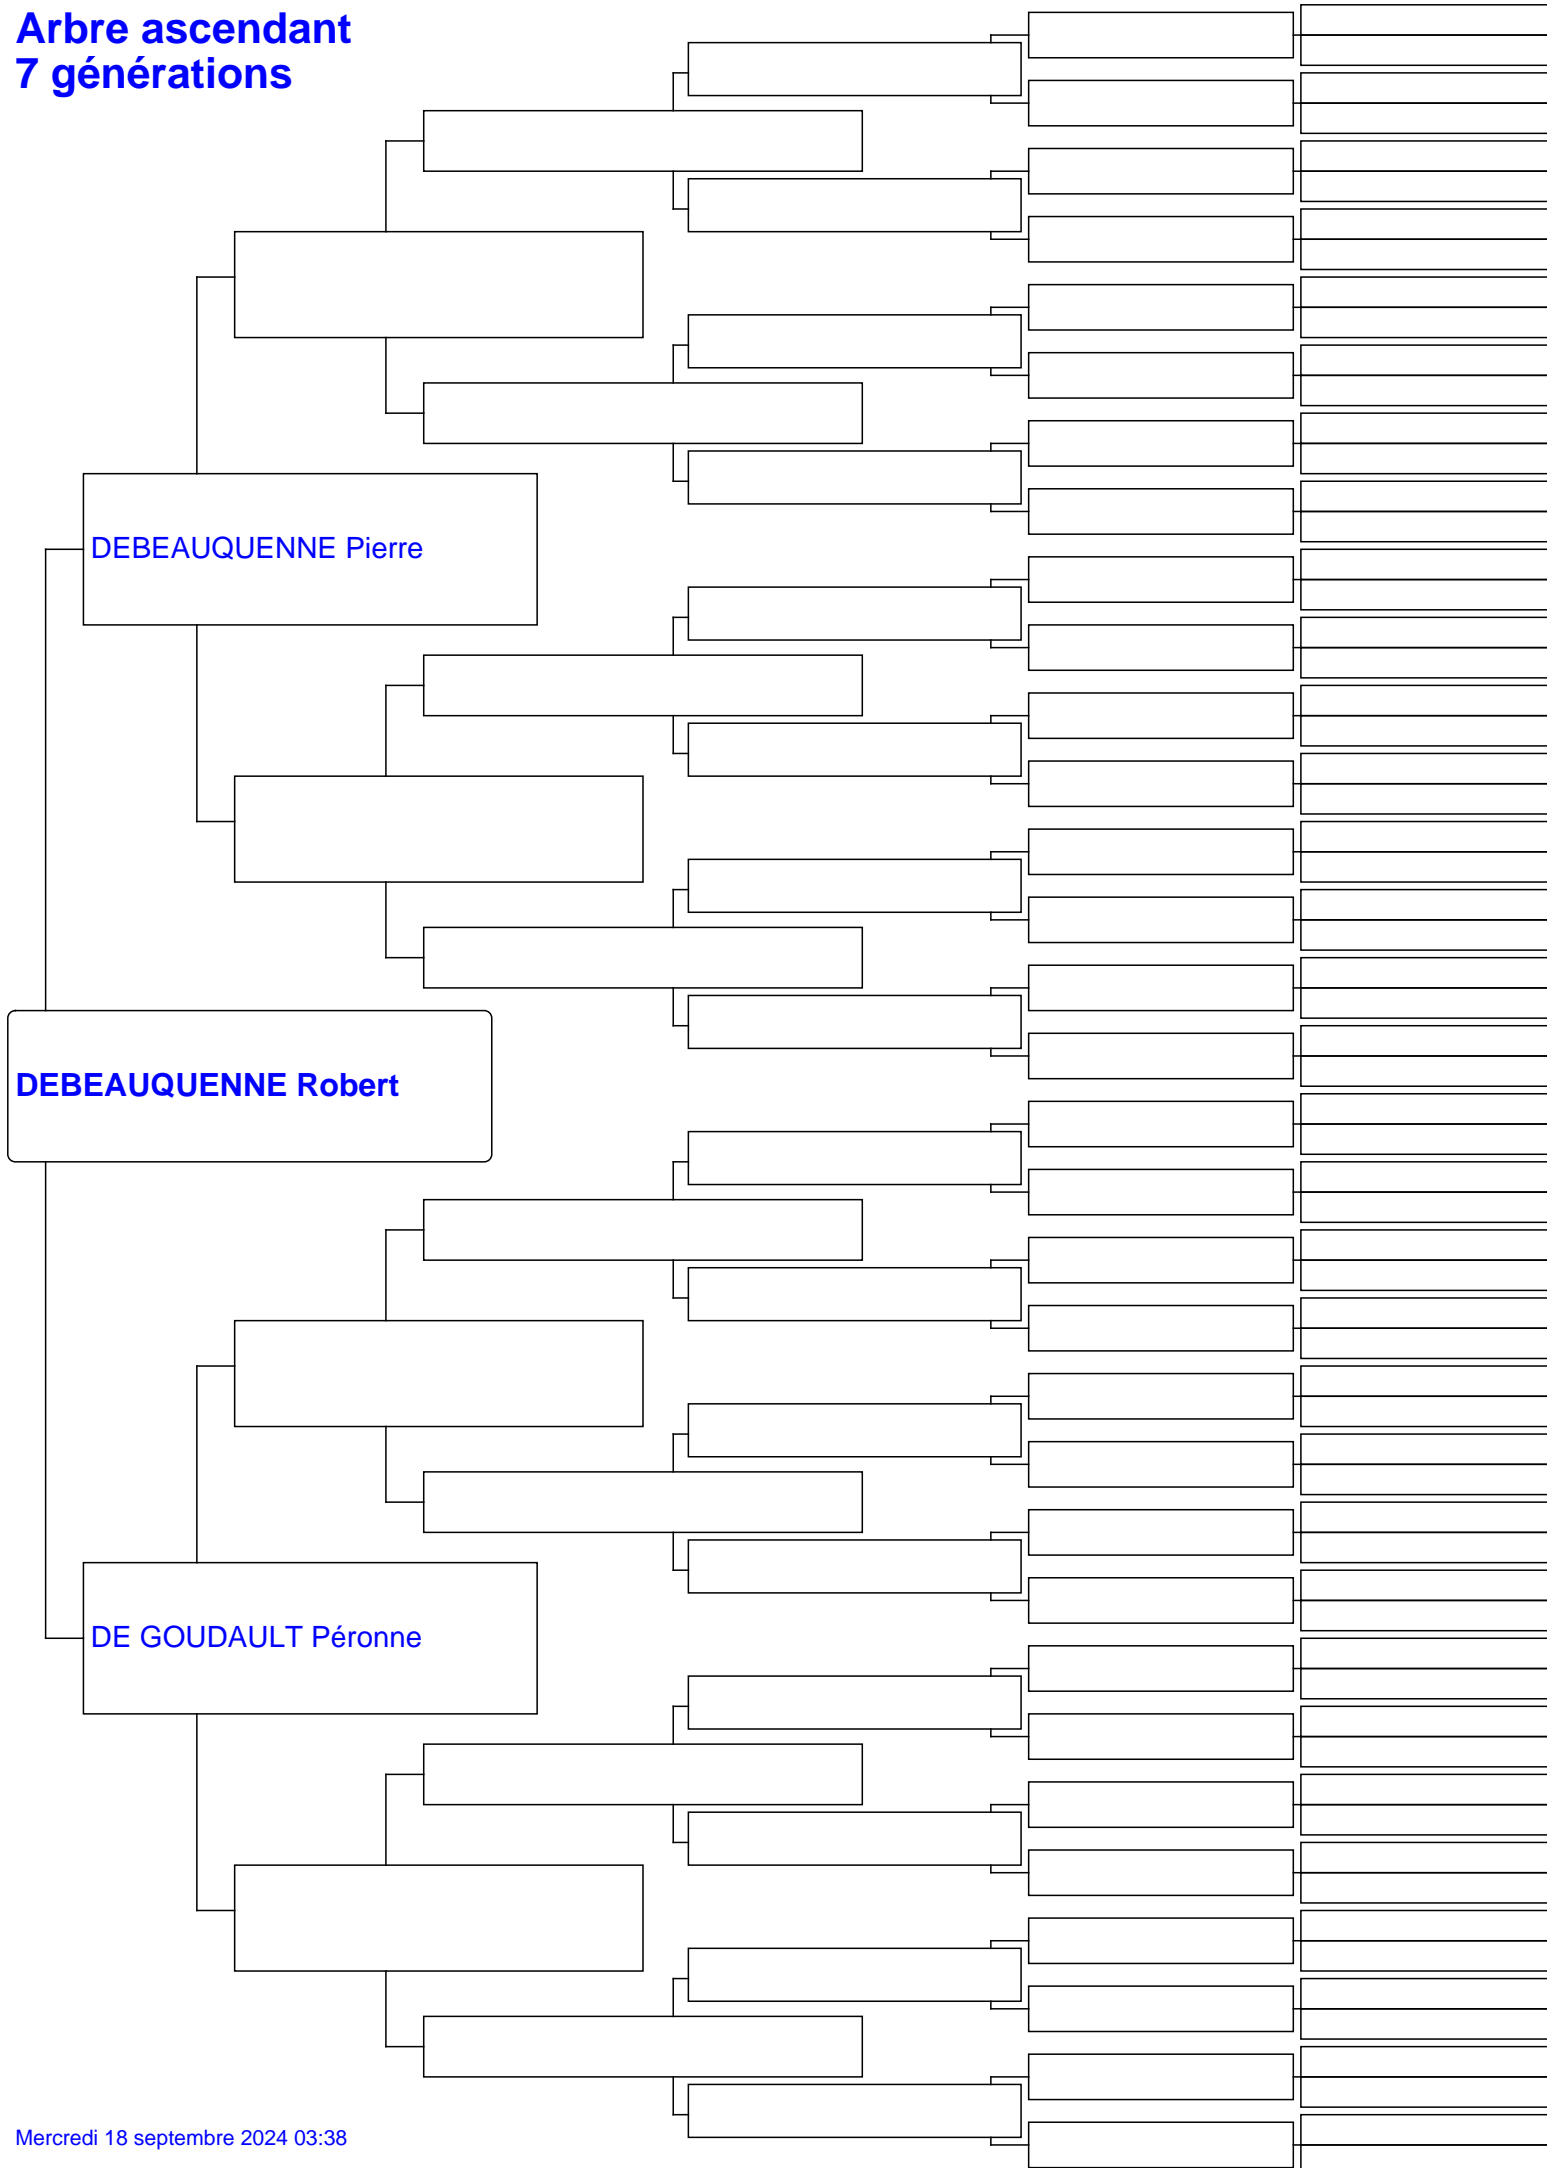 Arbre ascendant
7 générations
DEBEAUQUENNE Pierre
DEBEAUQUENNE Robert
DE GOUDAULT Péronne
Mercredi 18 septembre 2024 03:38